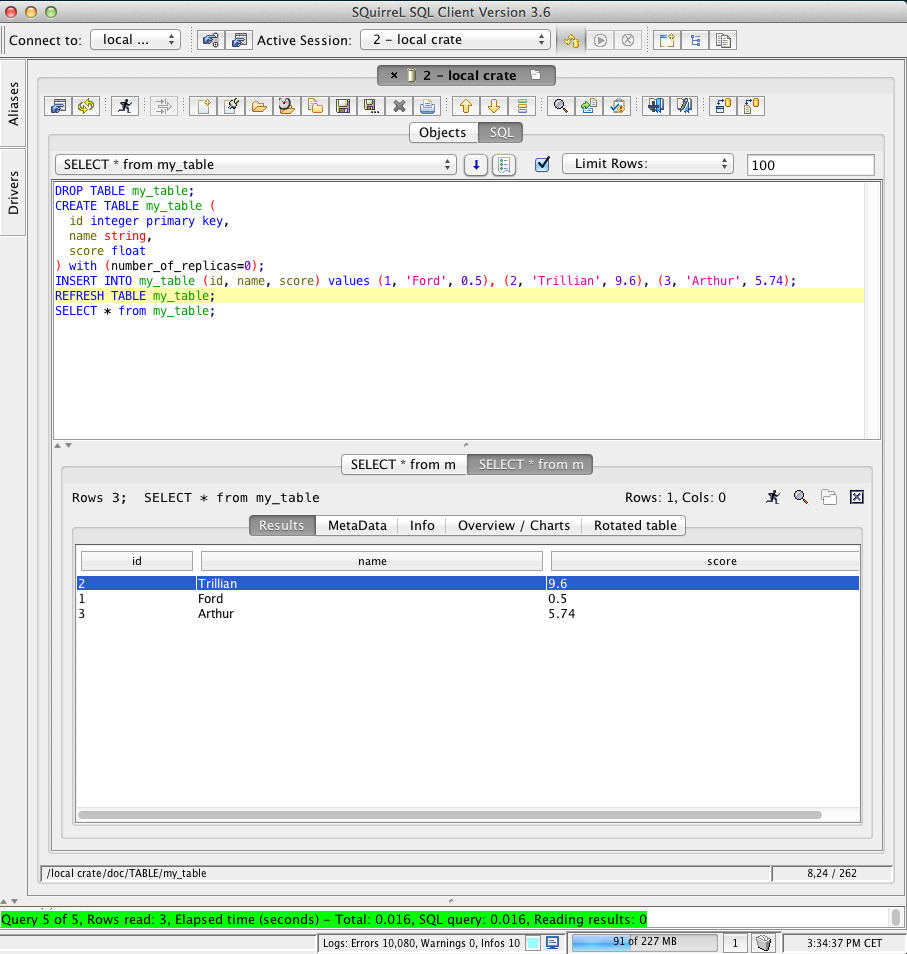 SQuirreL SQL Client Version 3.6
Connect to: local ... Active Session: 2 - local crate
2 - local crate
Aliases
Drivers
Objects SQL
SELECT * from my_table Limit Rows: 100
DROP TABLE my_table;
CREATE TABLE my_table (
id integer primary key,
name string,
score float
) with (number_of_replicas=0);
INSERT INTO my_table (id, name, score) values (1, 'Ford', 0.5), (2, 'Trillian', 9.6), (3, 'Arthur', 5.74);
REFRESH TABLE my_table;
SELECT * from my_table;
SELECT * from m SELECT * from m
Rows 3; SELECT * from my_table Rows: 1, Cols: 0
Results MetaData Info Overview / Charts Rotated table
id name score
2 Trillian 9.6
1 Ford 0.5
3 Arthur 5.74
/local crate/doc/TABLE/my_table 8,24 / 262
Query 5 of 5, Rows read: 3, Elapsed time (seconds) - Total: 0.016, SQL query: 0.016, Reading results: 0
Logs: Errors 10,080, Warnings 0, Infos 10 91 of 227 MB 1 3:34:37 PM CET